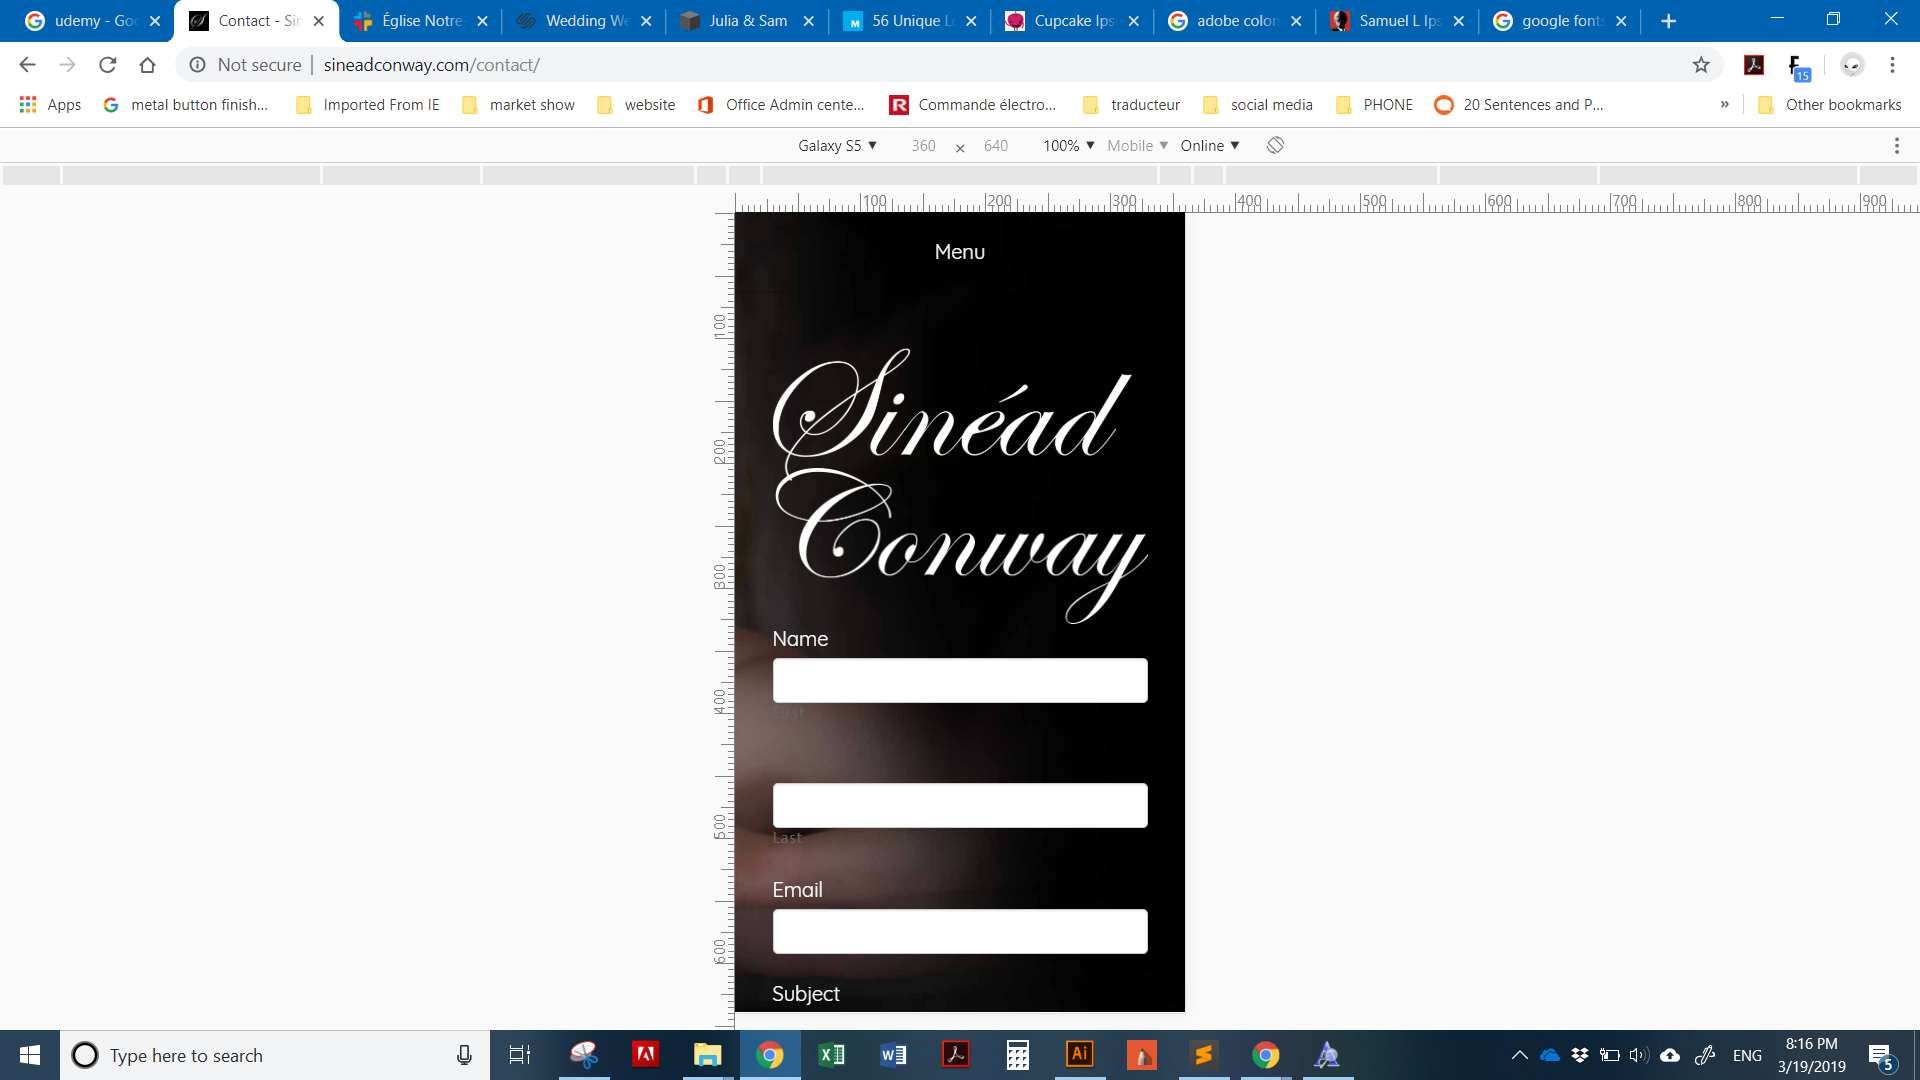 udemy - Goo
Contact - Sin
Église Notre-
Wedding We
Julia & Sam
56 Unique Lo
Cupcake Ips
adobe color
Samuel L Ips
google fonts
Not secure | sineadconway.com/contact/
15
Apps
metal button finish...
Imported From IE
market show
website
Office Admin cente...
Commande électro...
traducteur
social media
PHONE
20 Sentences and P...
»
Other bookmarks
Galaxy S5 ▼ 360 × 640 100% ▼ Mobile ▼ Online ▼
100 200 300 400 500 600 700 800 900
100
200
300
400
500
600
Menu
Sinéad
Conway
Name
First
Last
Email
Subject
Type here to search
ENG
8:16 PM
3/19/2019
5